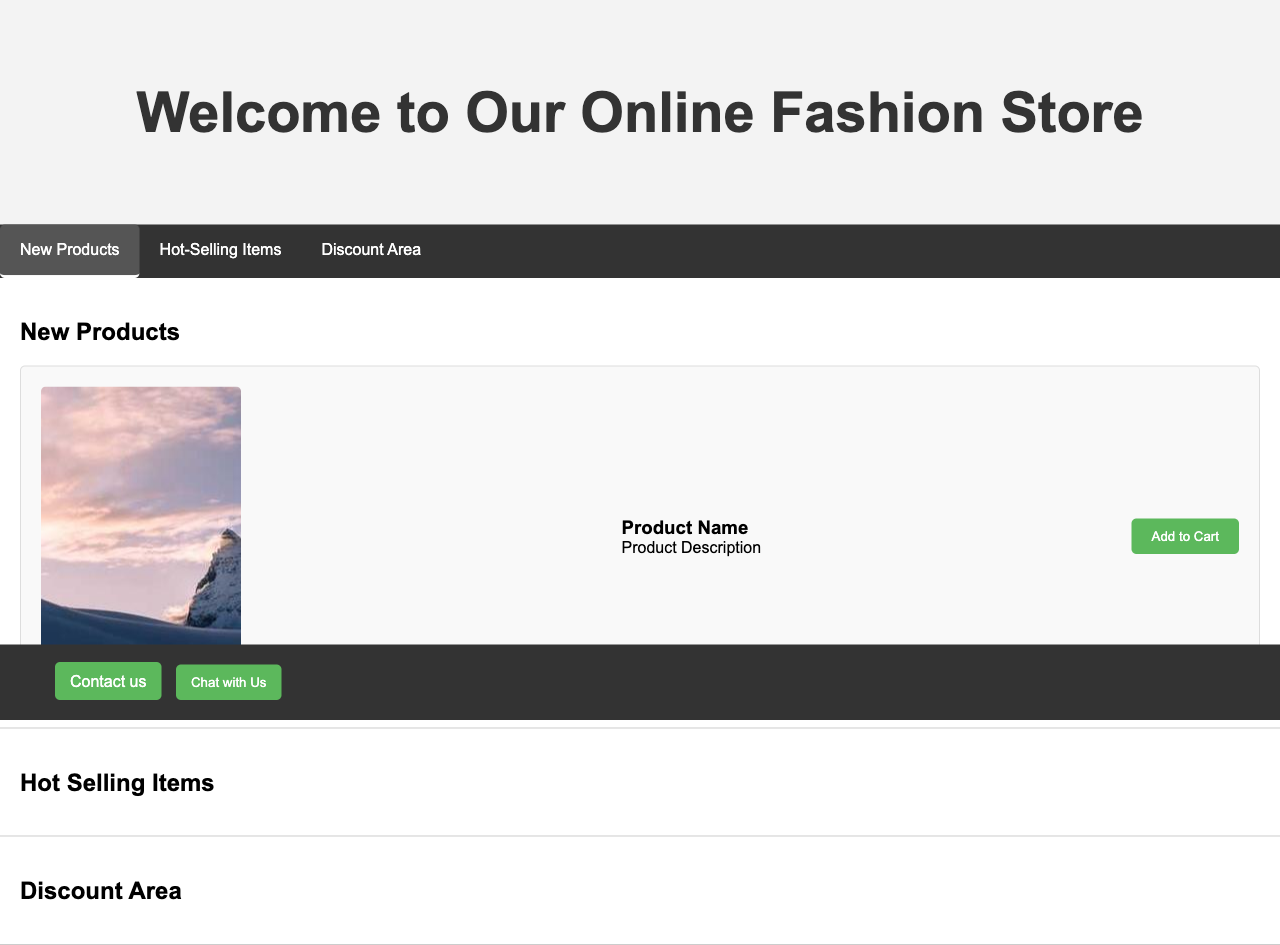 Welcome to Our Online Fashion Store
New Products Hot-Selling Items Discount Area
New Products
Product Name
Product Description
Add to Cart
Contact us Chat with Us
Hot Selling Items
Discount Area